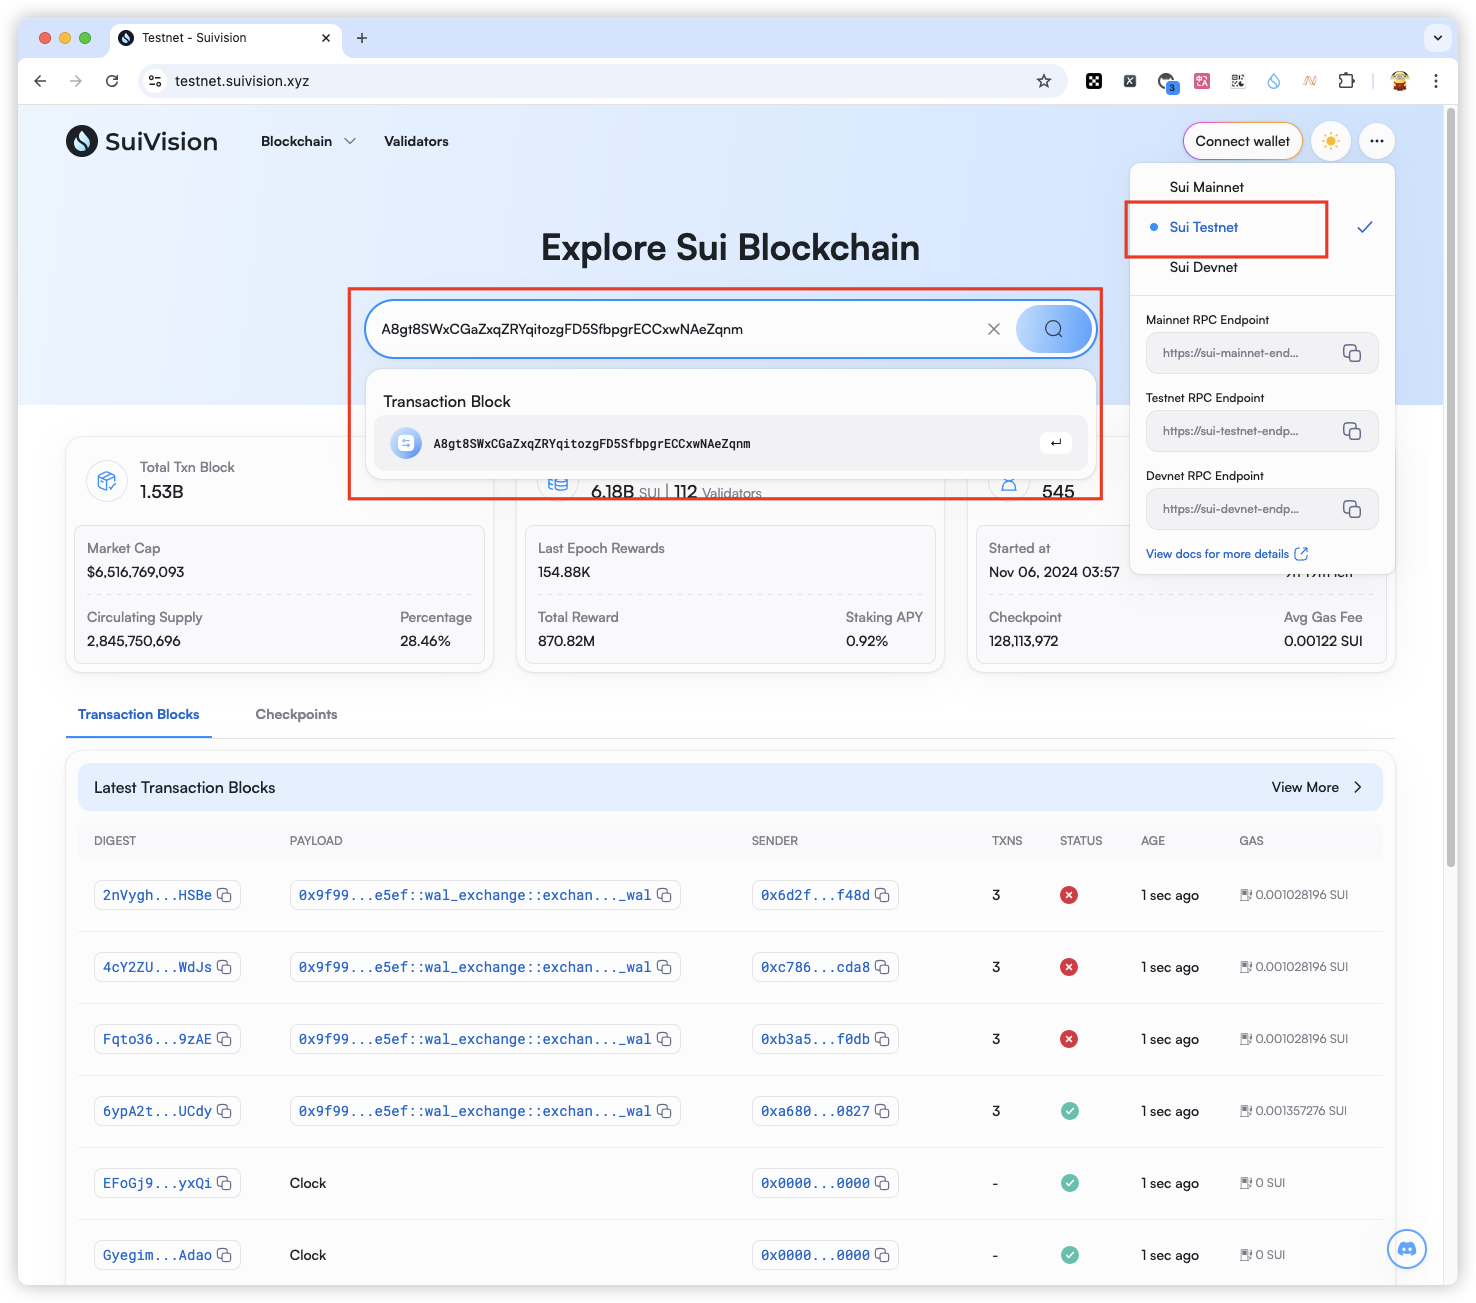 Testnet - Suivision
testnet.suivision.xyz
3
SuiVision
Blockchain
Validators
Connect wallet
Sui Mainnet
Sui Testnet
Sui Devnet
Mainnet RPC Endpoint
https://sui-mainnet-end...
Testnet RPC Endpoint
https://sui-testnet-endp...
Devnet RPC Endpoint
https://sui-devnet-endp...
View docs for more details
Explore Sui Blockchain
A8gt8SWxCGaZxqZRYqitozgFD5SfbpgrECCxwNAeZqnm
Transaction Block
A8gt8SWxCGaZxqZRYqitozgFD5SfbpgrECCxwNAeZqnm
Total Txn Block
1.53B
Market Cap
$6,516,769,093
Circulating Supply
Percentage
2,845,750,696
28.46%
6.18B SUI | 112 Validators
Last Epoch Rewards
154.88K
Total Reward
Staking APY
870.82M
0.92%
545
Started at
Nov 06, 2024 03:57
Checkpoint
Avg Gas Fee
128,113,972
0.00122 SUI
Transaction Blocks
Checkpoints
Latest Transaction Blocks
View More
DIGEST PAYLOAD SENDER TXNS STATUS AGE GAS
2nVygh...HSBe 0x9f99...e5ef::wal_exchange::exchan..._wal 0x6d2f...f48d 3 1 sec ago 0.001028196 SUI
4cY2ZU...WdJs 0x9f99...e5ef::wal_exchange::exchan..._wal 0xc786...cda8 3 1 sec ago 0.001028196 SUI
Fqto36...9zAE 0x9f99...e5ef::wal_exchange::exchan..._wal 0xb3a5...f0db 3 1 sec ago 0.001028196 SUI
6ypA2t...UCdy 0x9f99...e5ef::wal_exchange::exchan..._wal 0xa680...0827 3 1 sec ago 0.001357276 SUI
EFoGj9...yxQi Clock 0x0000...0000 - 1 sec ago 0 SUI
Gyegim...Adao Clock 0x0000...0000 - 1 sec ago 0 SUI